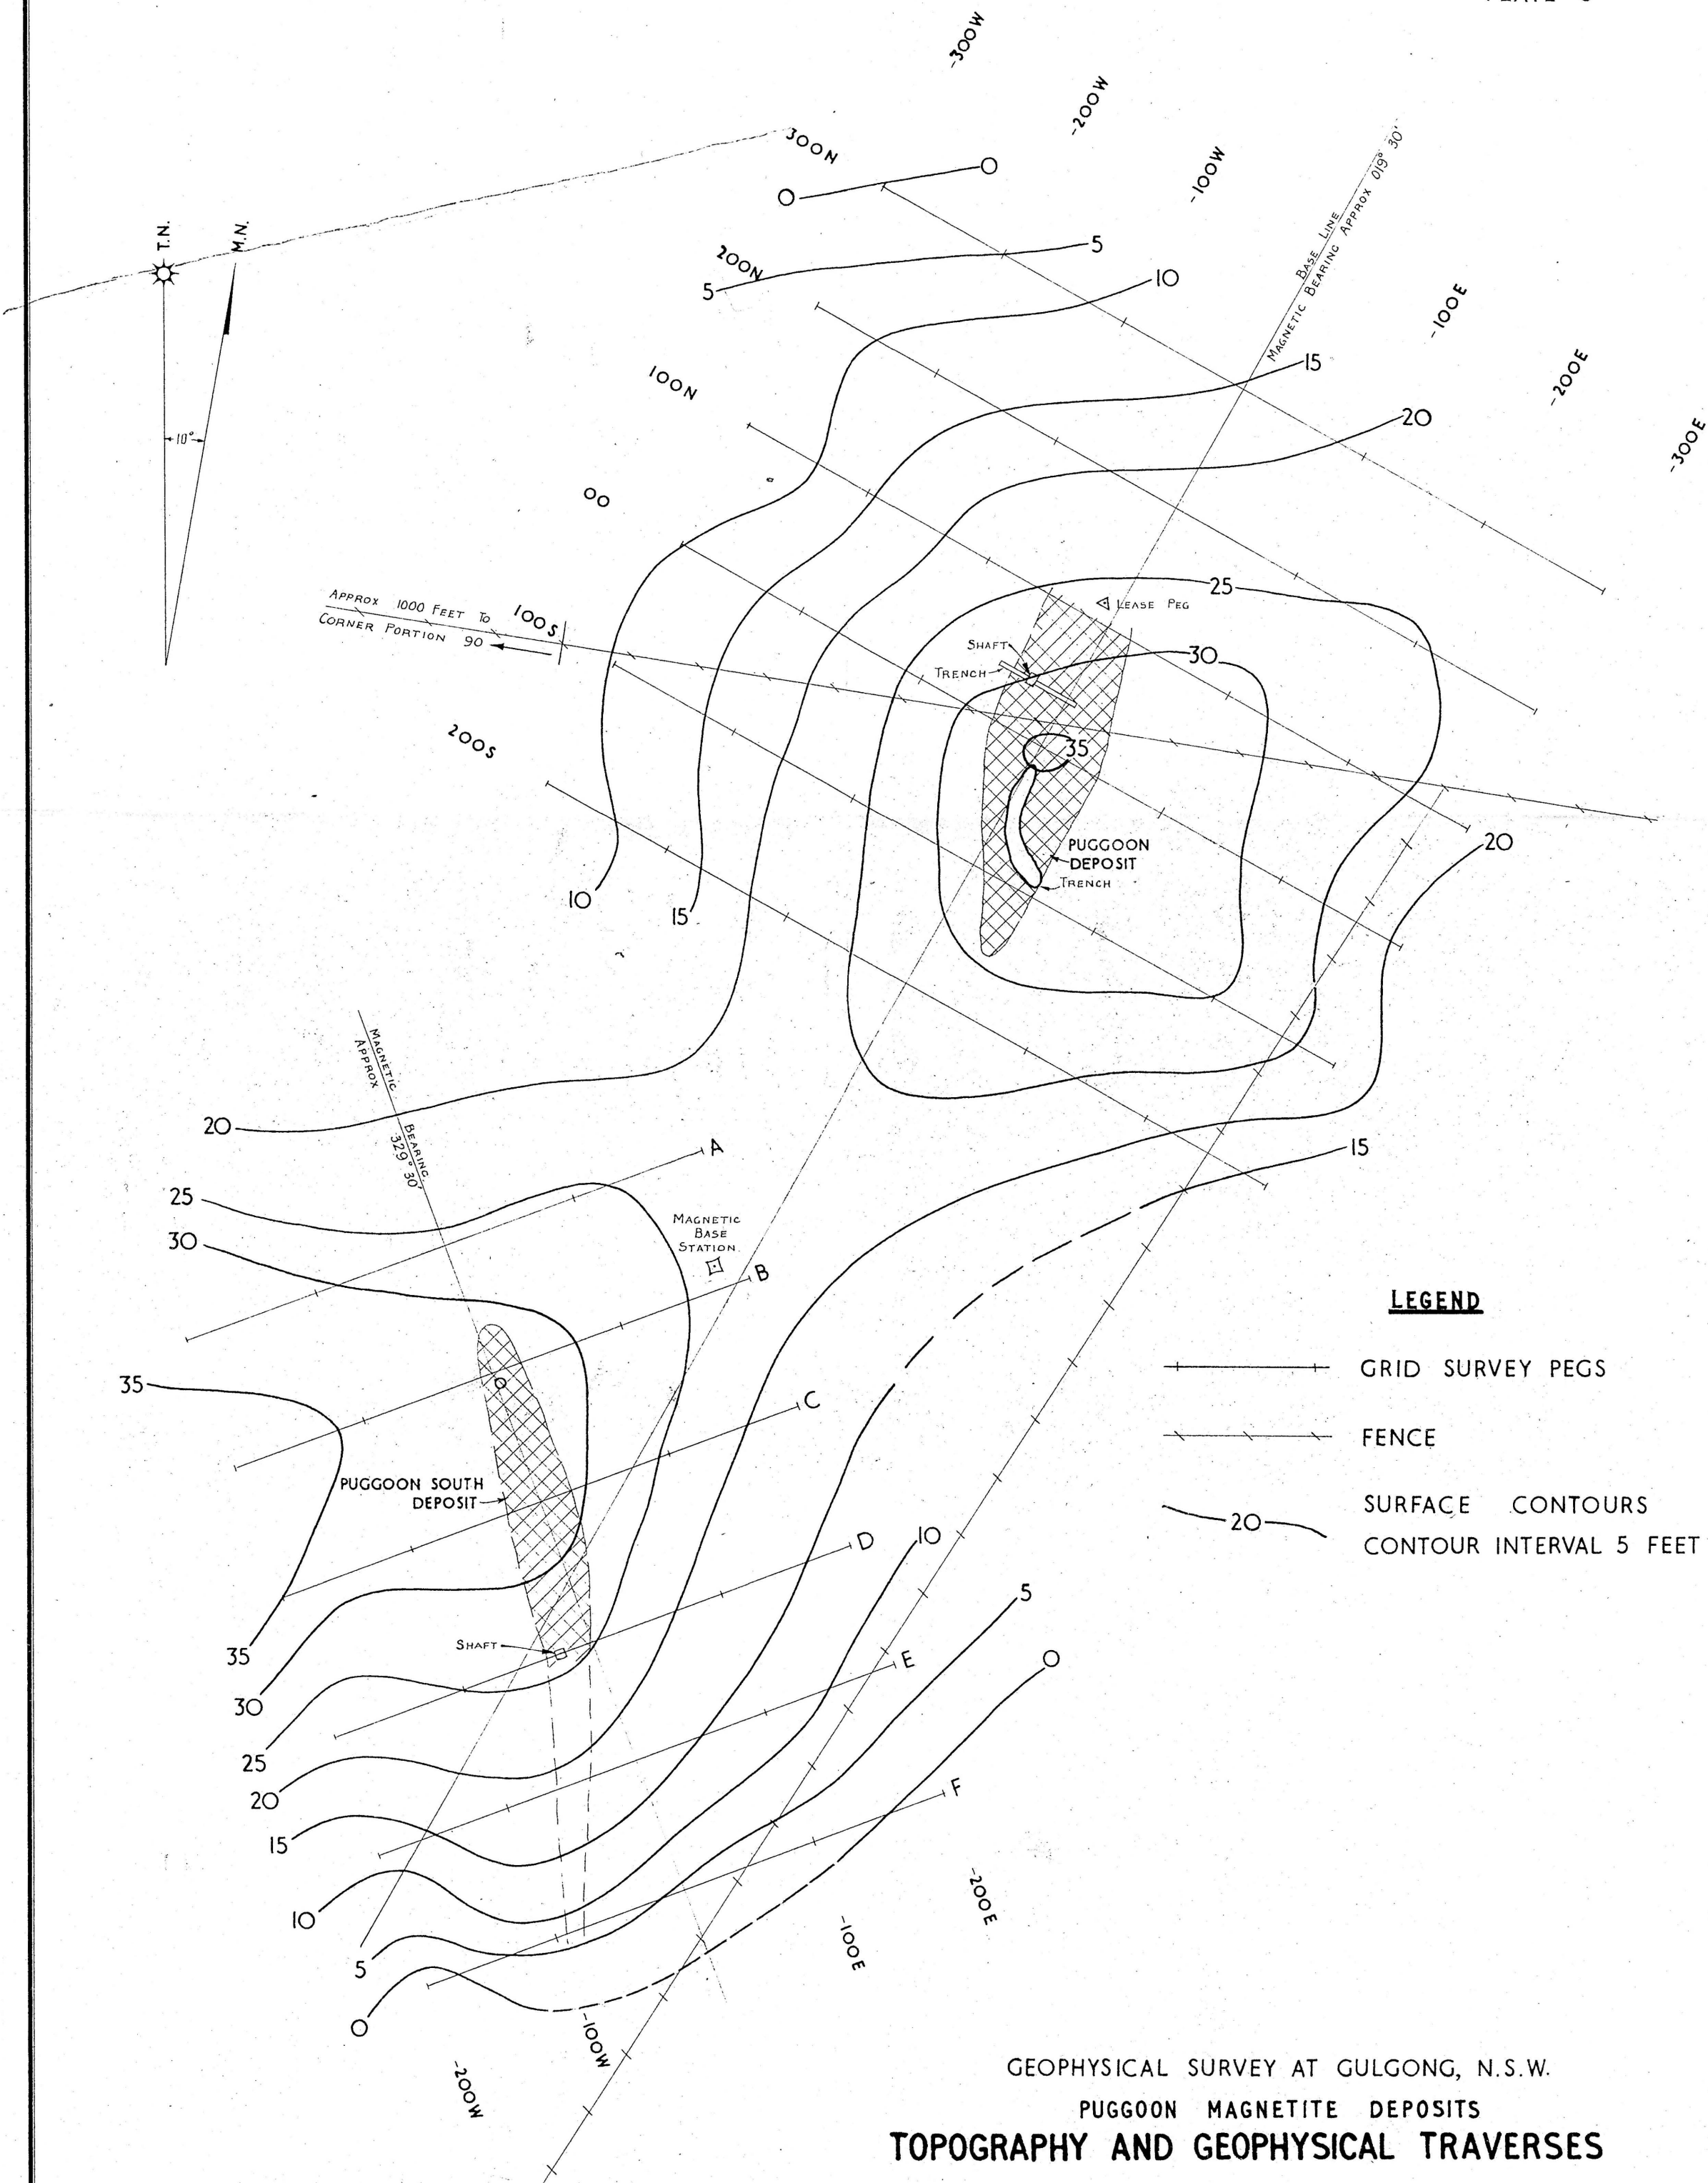 -300W
-200W
-100W
300N
BASE LINE
MAGNETIC BEARING APPROX 019° 30'
T.N.
M.N.
0
0
200N
5
5
10
-100E
15
-200E
100N
20
-300E
10°
00
25
LEASE PEG
APPROX 1000 FEET TO
CORNER PORTION 90
100S
SHAFT
30
TRENCH
200S
35
PUGGOON
DEPOSIT
TRENCH
20
10
15
MAGNETIC BEARING
APPROX 329° 30'
20
A
15
25
MAGNETIC
BASE
STATION
30
B
LEGEND
GRID SURVEY PEGS
35
C
FENCE
PUGGOON SOUTH
DEPOSIT
SURFACE CONTOURS
20
CONTOUR INTERVAL 5 FEET
D
10
5
SHAFT
35
E
0
30
25
20
F
15
10
-200E
-100E
5
0
-100W
-200W
GEOPHYSICAL SURVEY AT GULGONG, N.S.W.
PUGGOON MAGNETITE DEPOSITS
TOPOGRAPHY AND GEOPHYSICAL TRAVERSES